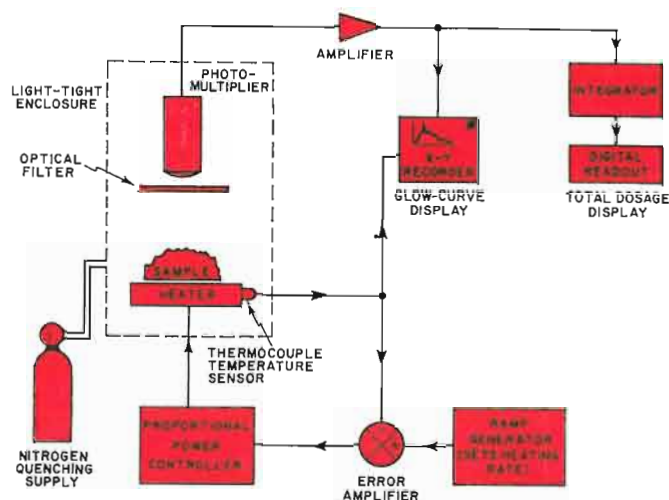 AMPLIFIER
PHOTO-
MULTIPLIER
LIGHT-TIGHT
ENCLOSURE
OPTICAL
FILTER
INTEGRATOR
X-Y
RECORDER
DIGITAL
READOUT
GLOW-CURVE
DISPLAY
TOTAL DOSAGE
DISPLAY
SAMPLE
HEATER
THERMOCOUPLE
TEMPERATURE
SENSOR
NITROGEN
QUENCHING
SUPPLY
PROPORTIONAL
POWER
CONTROLLER
ERROR
AMPLIFIER
RAMP
GENERATOR
(SETS HEATING
RATE)